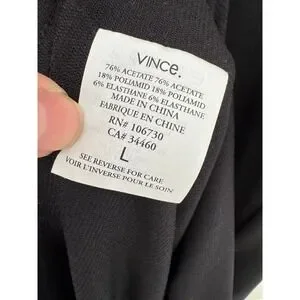 VINCE.
76% ACETATE 76% ACETATE
18% POLIAMID 18% POLIAMID
6% ELASTHANE 6% ELASTHANE
MADE IN CHINA
FABRIQUE EN CHINE
RN# 106730
CA# 34460
L
SEE REVERSE FOR CARE
VOIR L'INVERSE POUR LE SOIN